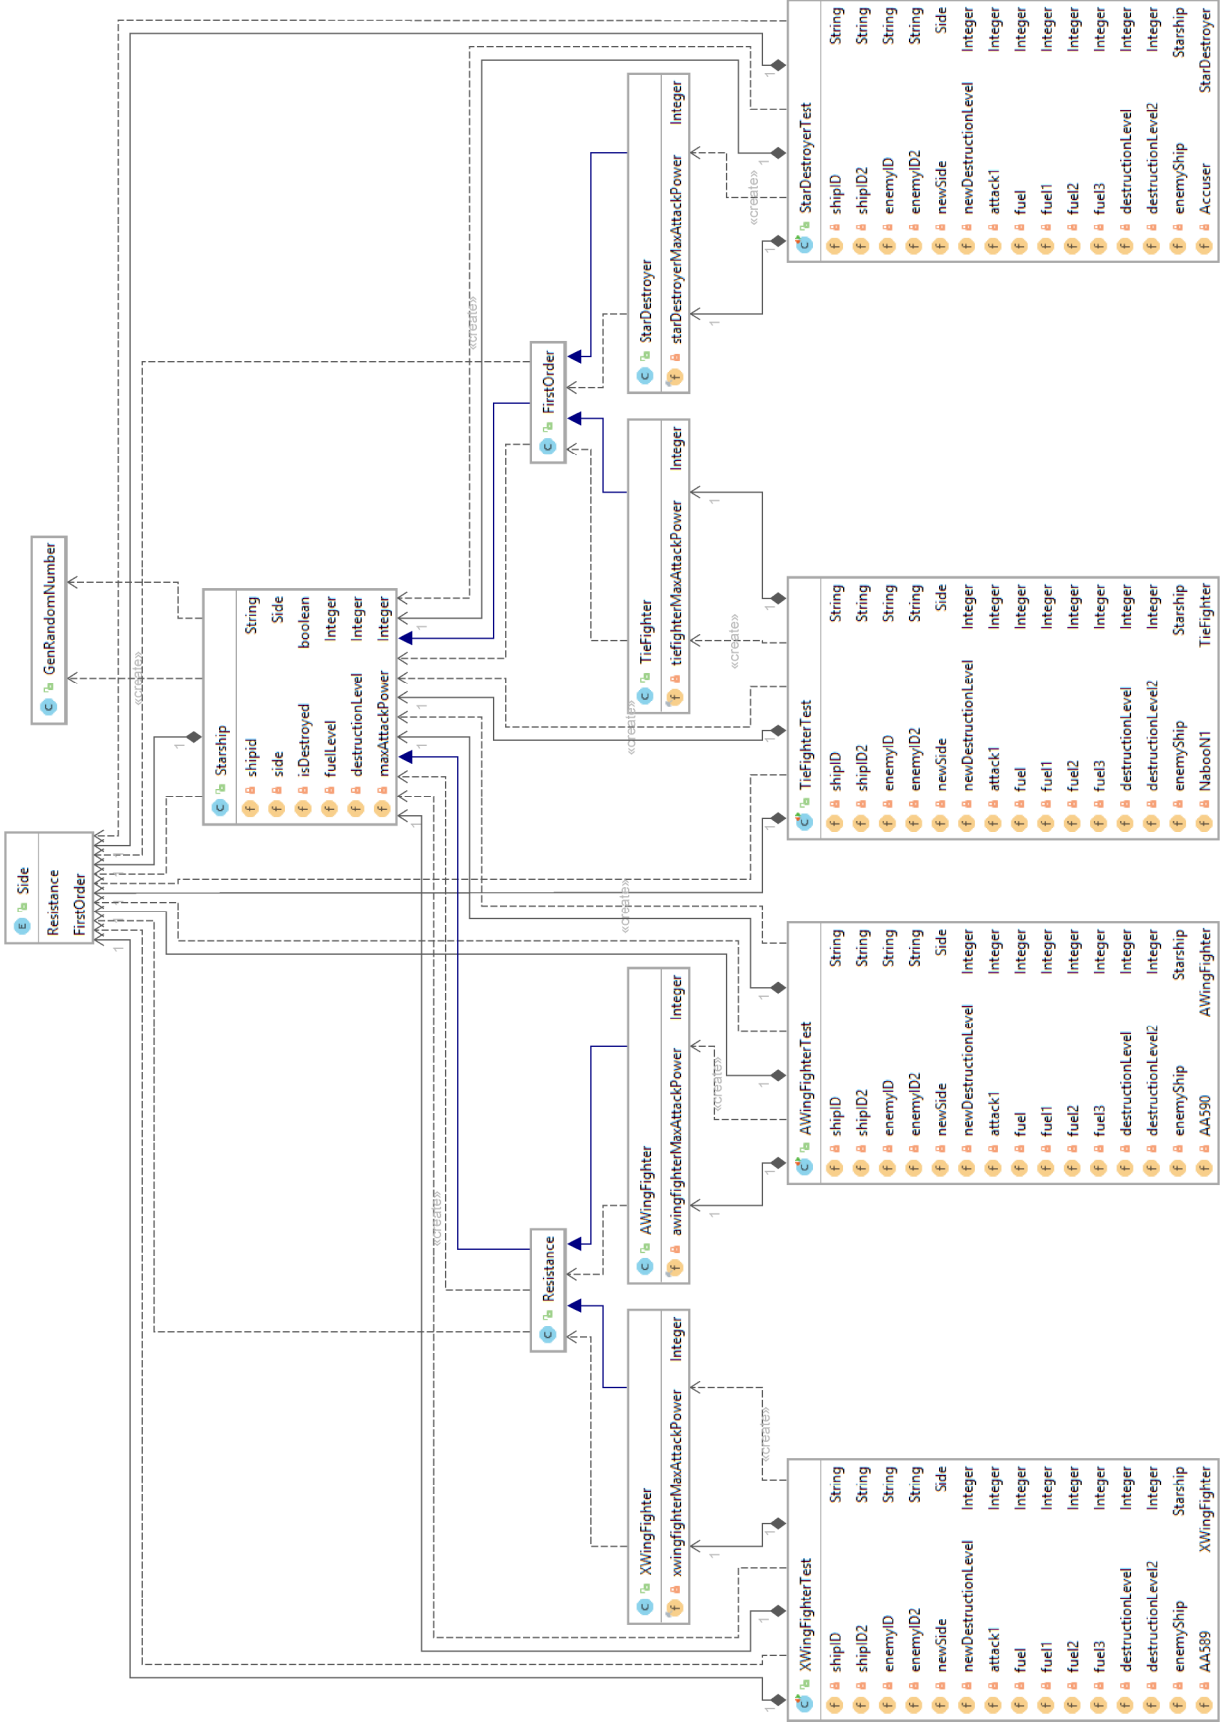 Side
Resistance
FirstOrder
GenRandomNumber
«create»
Starship
shipid String
side Side
isDestroyed boolean
fuelLevel Integer
destructionLevel Integer
maxAttackPower Integer
«create»
«create»
«create»
«create»
Resistance
FirstOrder
XWingFighter
xwingfighterMaxAttackPower Integer
AWingFighter
awingfighterMaxAttackPower Integer
TieFighter
tiefighterMaxAttackPower Integer
StarDestroyer
starDestroyerMaxAttackPower Integer
«create»
«create»
«create»
«create»
XWingFighterTest
shipID String
shipID2 String
enemyID String
enemyID2 String
newSide Side
newDestructionLevel Integer
attack1 Integer
fuel Integer
fuel1 Integer
fuel2 Integer
fuel3 Integer
destructionLevel Integer
destructionLevel2 Integer
enemyShip Starship
AA589 XWingFighter
AWingFighterTest
shipID String
shipID2 String
enemyID String
enemyID2 String
newSide Side
newDestructionLevel Integer
attack1 Integer
fuel Integer
fuel1 Integer
fuel2 Integer
fuel3 Integer
destructionLevel Integer
destructionLevel2 Integer
enemyShip Starship
AA590 AWingFighter
TieFighterTest
shipID String
shipID2 String
enemyID String
enemyID2 String
newSide Side
newDestructionLevel Integer
attack1 Integer
fuel Integer
fuel1 Integer
fuel2 Integer
fuel3 Integer
destructionLevel Integer
destructionLevel2 Integer
enemyShip Starship
NabooN1 TieFighter
StarDestroyerTest
shipID String
shipID2 String
enemyID String
enemyID2 String
newSide Side
newDestructionLevel Integer
attack1 Integer
fuel Integer
fuel1 Integer
fuel2 Integer
fuel3 Integer
destructionLevel Integer
destructionLevel2 Integer
enemyShip Starship
Accuser StarDestroyer